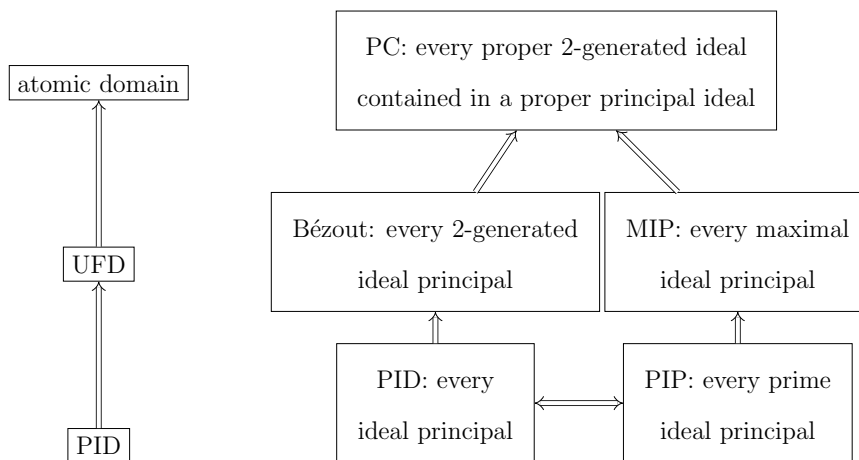 atomic domain
UFD
PID
PC: every proper 2-generated ideal
contained in a proper principal ideal
Bézout: every 2-generated
ideal principal
MIP: every maximal
ideal principal
PID: every
ideal principal
PIP: every prime
ideal principal